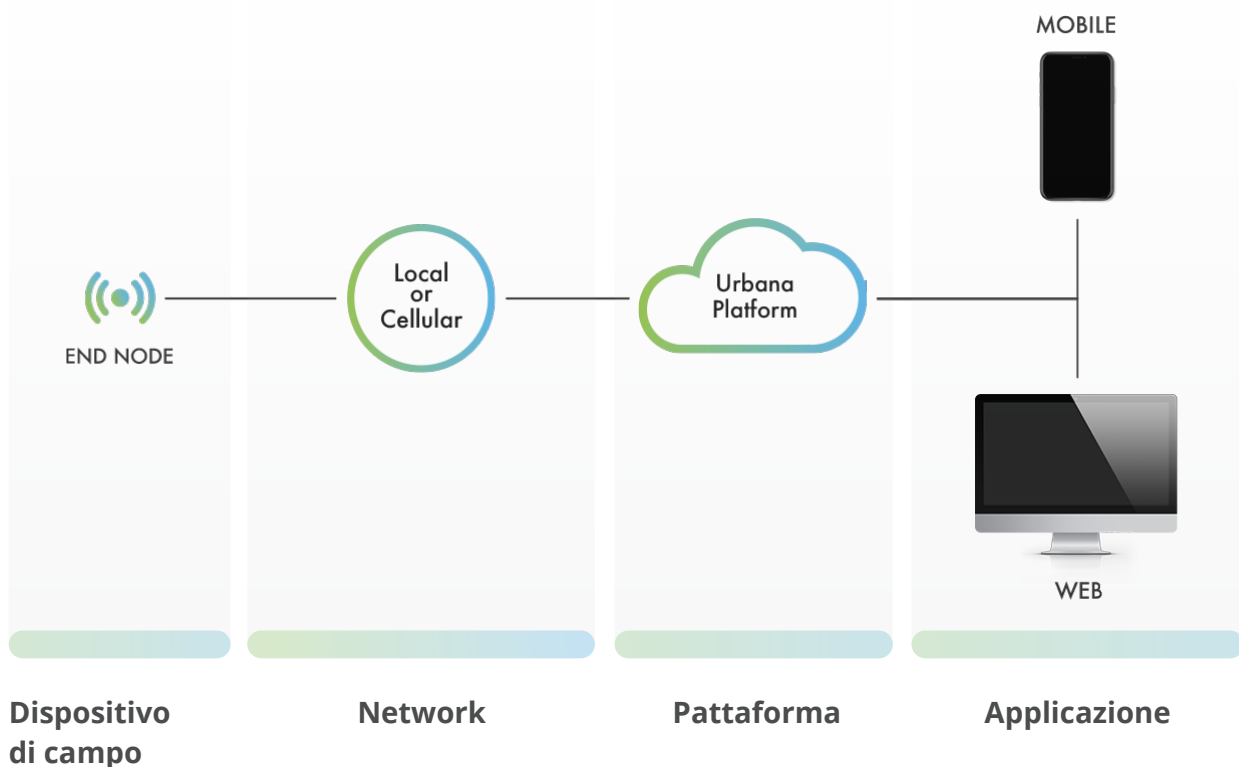 MOBILE
END NODE
Local
or
Cellular
Urbana
Platform
WEB
Dispositivo
di campo
Network
Pattaforma
Applicazione